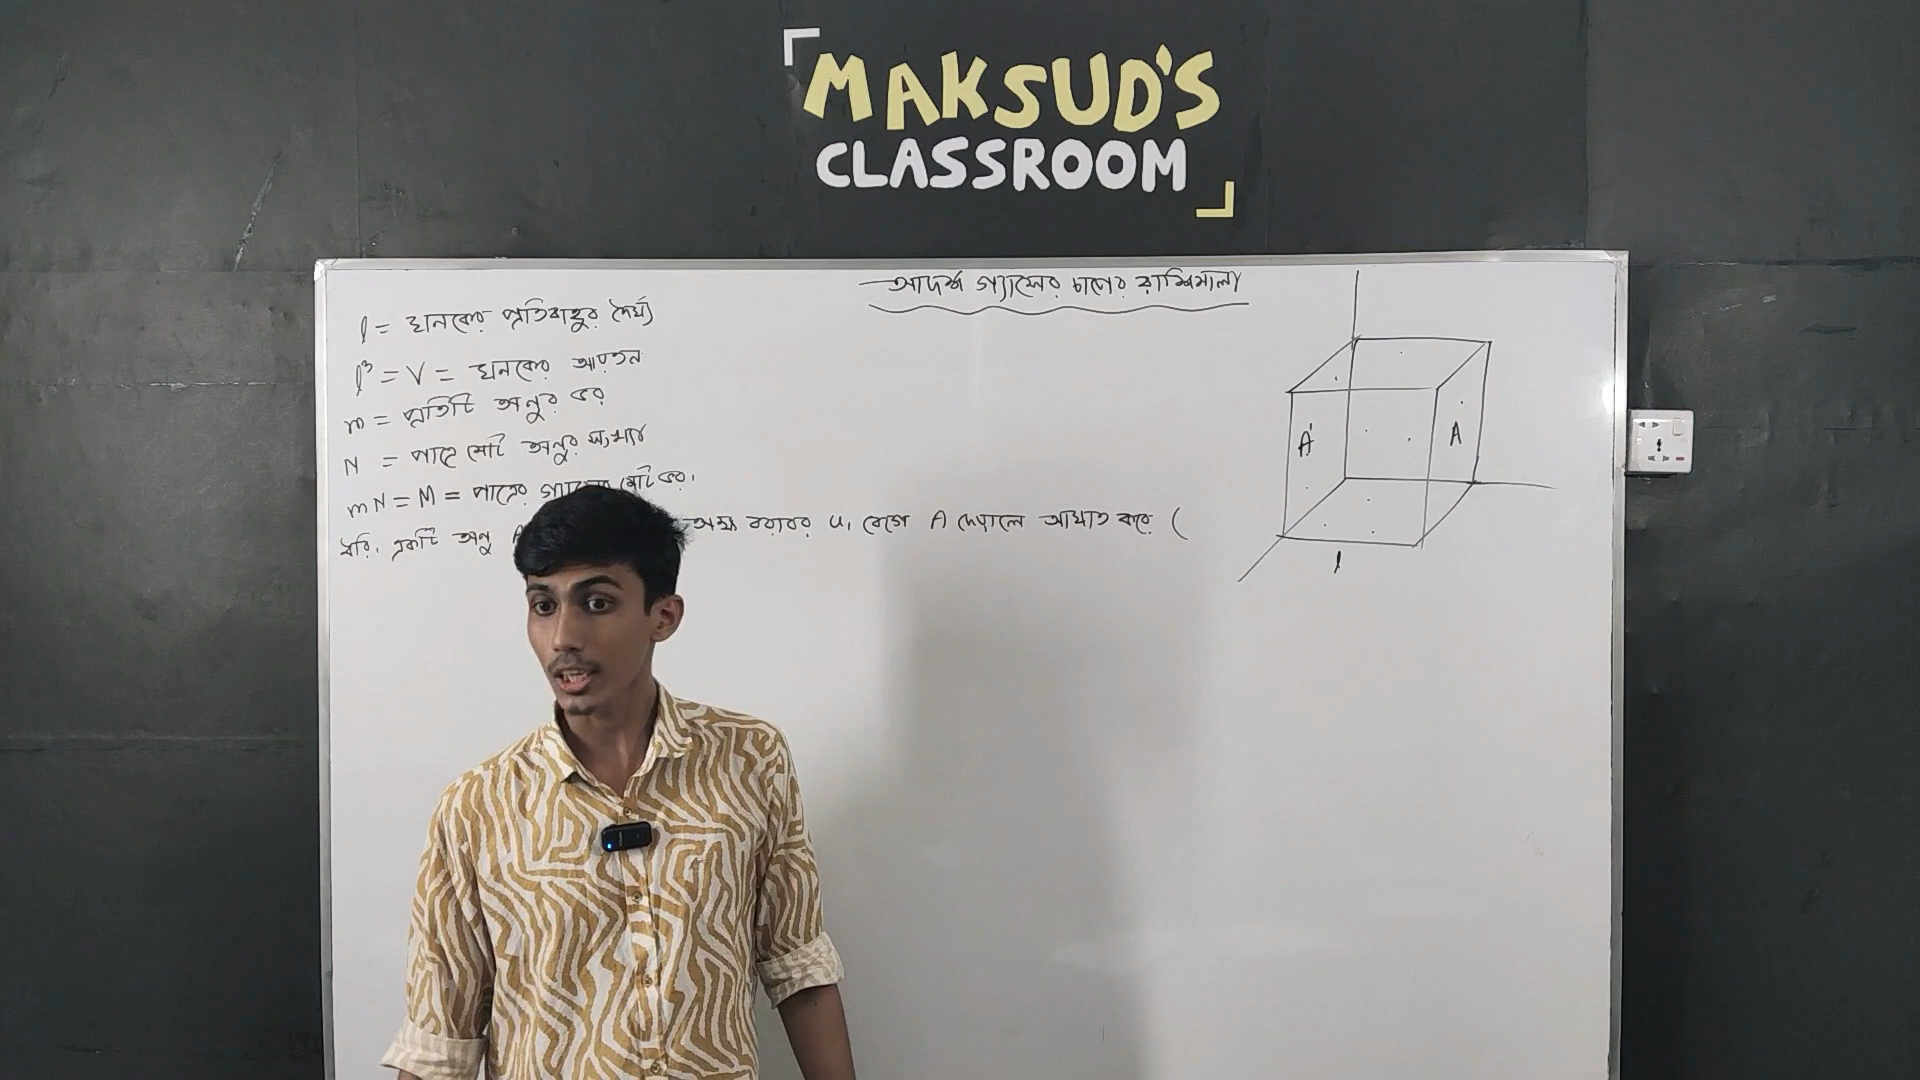 MAKSUD'S
CLASSROOM
আদর্শ গ্যাসের চাপের রাশিমালা
l = ঘনকের প্রতিবাহুর দৈর্ঘ্য
l³ = V = ঘনকের আয়তন
m = প্রতিটি অনুর ভর
N = পাত্রে মোট অনুর সংখ্যা
mN = M = পাত্রের গ্যাসের মোট ভর।
ধরি, একটি অনু অক্ষ বরাবর u₁ বেগে A দেয়ালে আঘাত করে (
A'
A
l